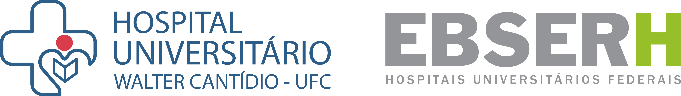 HOSPITAL
UNIVERSITÁRIO
WALTER CANTÍDIO - UFC
EBSERH
HOSPITAIS UNIVERSITÁRIOS FEDERAIS